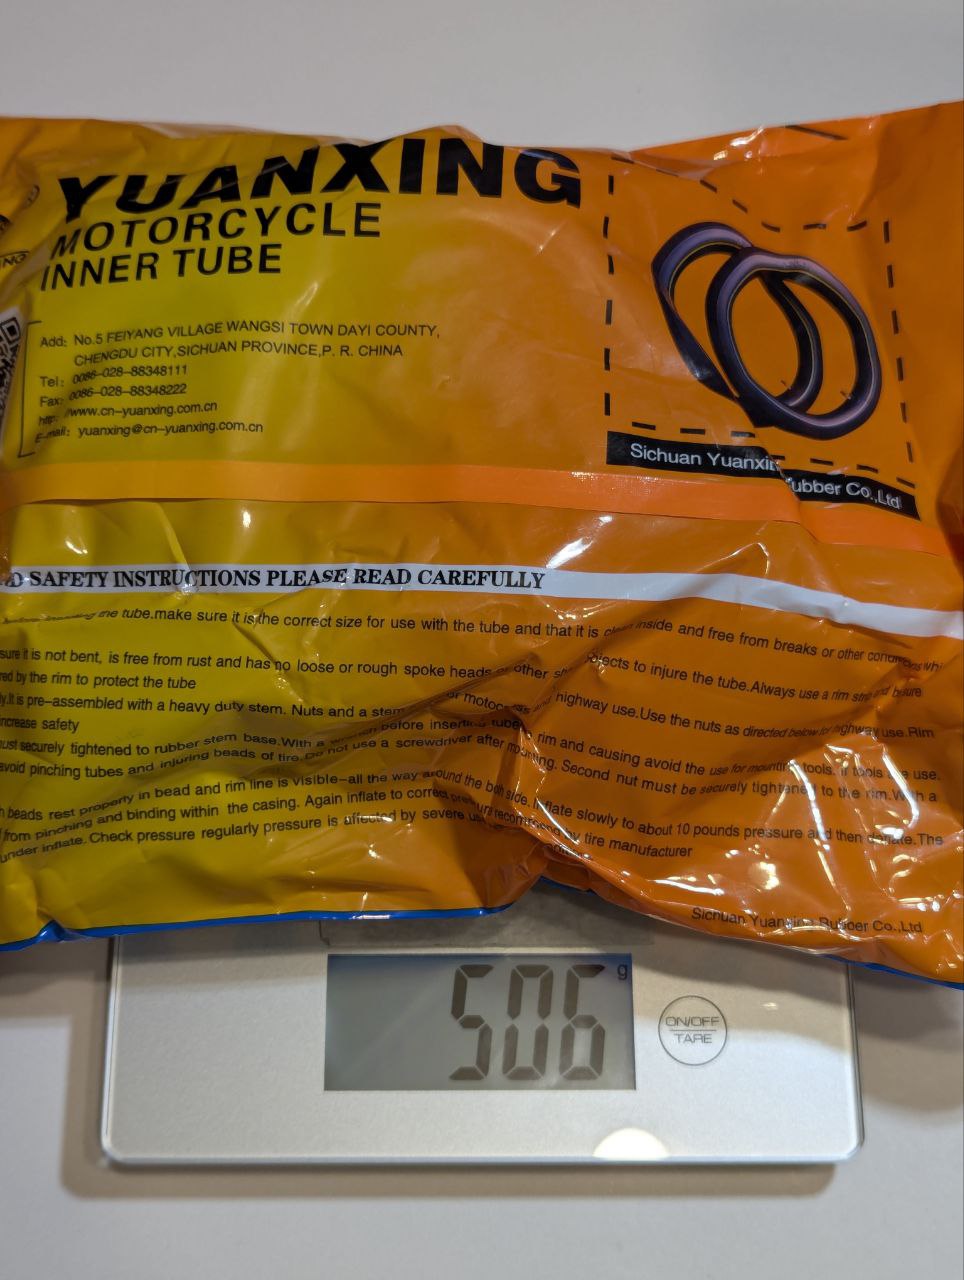 YUANXING
MOTORCYCLE
INNER TUBE
Add: No.5 FEIYANG VILLAGE WANGSI TOWN DAYI COUNTY,
CHENGDU CITY,SICHUAN PROVINCE,P. R. CHINA
Tel: 0086-028-88348111
Fax: 0086-028-88348222
http: //www.cn-yuanxing.com.cn
E-mail: yuanxing@cn-yuanxing.com.cn
Sichuan Yuanxin ubber Co.,Ltd
SAFETY INSTRUCTIONS PLEASE READ CAREFULLY
the tube.make sure it is the correct size for use with the tube and that it is inside and free from breaks or other
sure it is not bent, is free from rust and has no loose or rough spoke heads or other objects to injure the tube.Always use a rim strip and
red by the rim to protect the tube
ly.It is pre-assembled with a heavy duty stem. Nuts and a stem for highway use.Use the nuts as directed below for highway use.Rim
increase safety
must securely tightened to rubber stem base.With a before inserting tube rim and causing avoid the use for mounting tools. use.
avoid pinching tubes and injuring beads of tire.Do not use a screwdriver after mounting. Second nut must be securely tightened to the rim.With a
beads rest property in bead and rim line is visible-all the way around the both side. Inflate slowly to about 10 pounds pressure and then deflate.The
from pinching and binding within the casing. Again inflate to correct by tire manufacturer
under inflate.Check pressure regularly pressure is affected by severe
Sichuan Yuanxing Rubber Co.,Ltd
506 g
ON/OFF
TARE